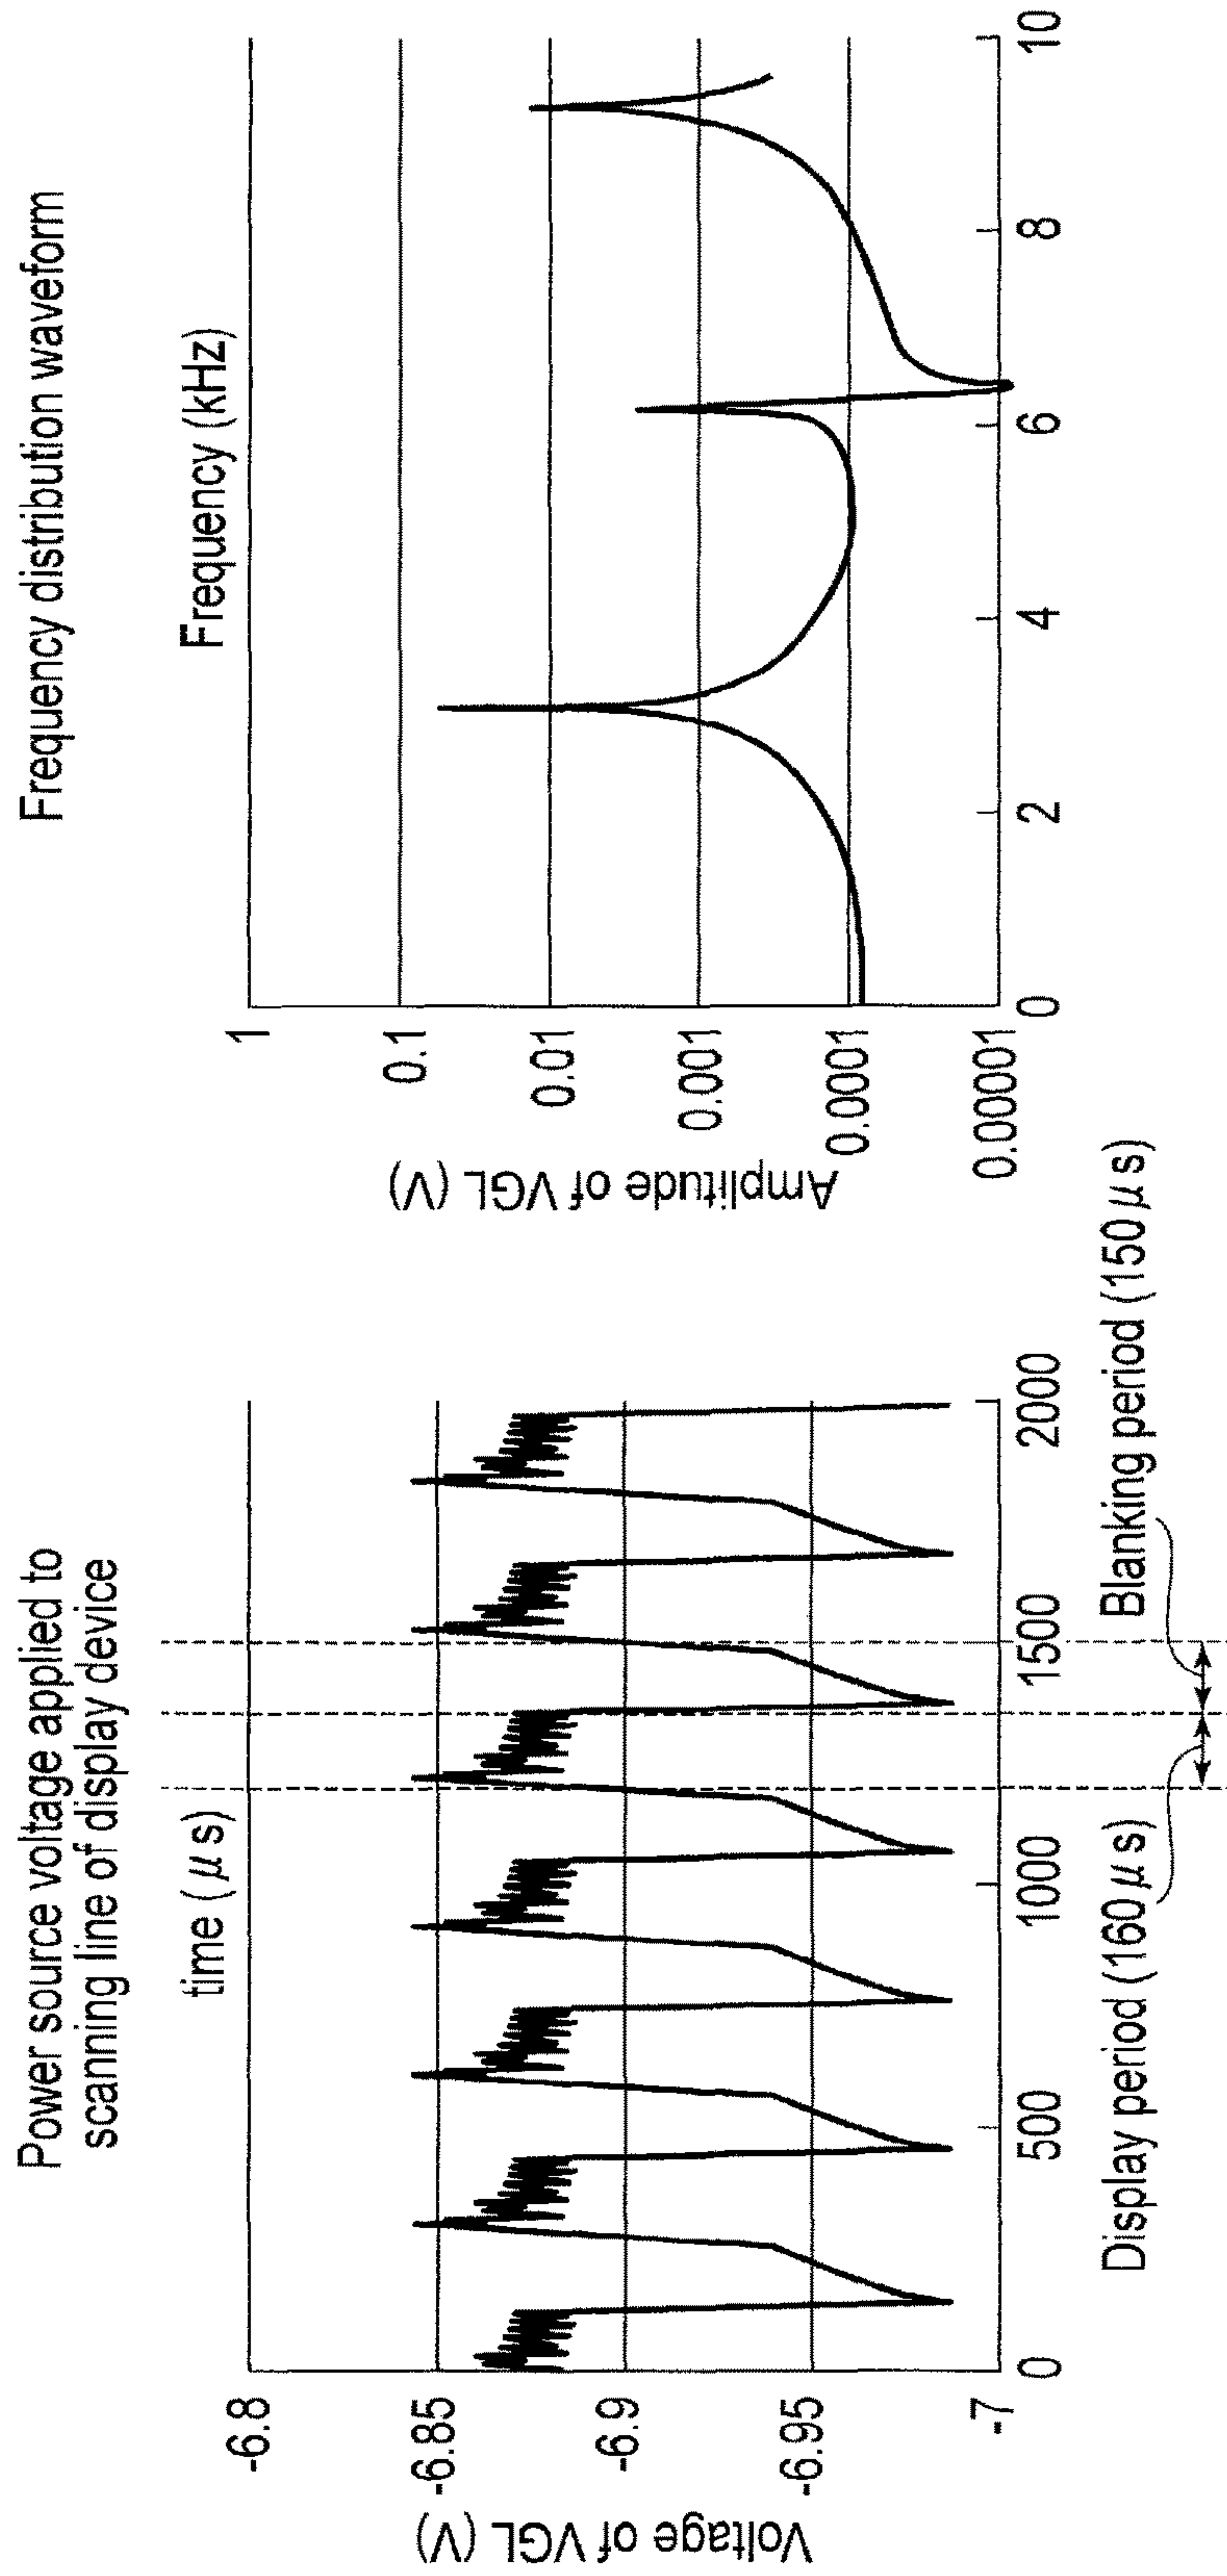 Power source voltage applied to
scanning line of display device
time (μs)
Voltage of VGL (V)
-6.8
-6.85
-6.9
-6.95
-7
0
500
1000
1500
2000
Display period (160μs)
Blanking period (150μs)
Frequency distribution waveform
Frequency (kHz)
Amplitude of VGL (V)
1
0.1
0.01
0.001
0.0001
0.00001
0
2
4
6
8
10